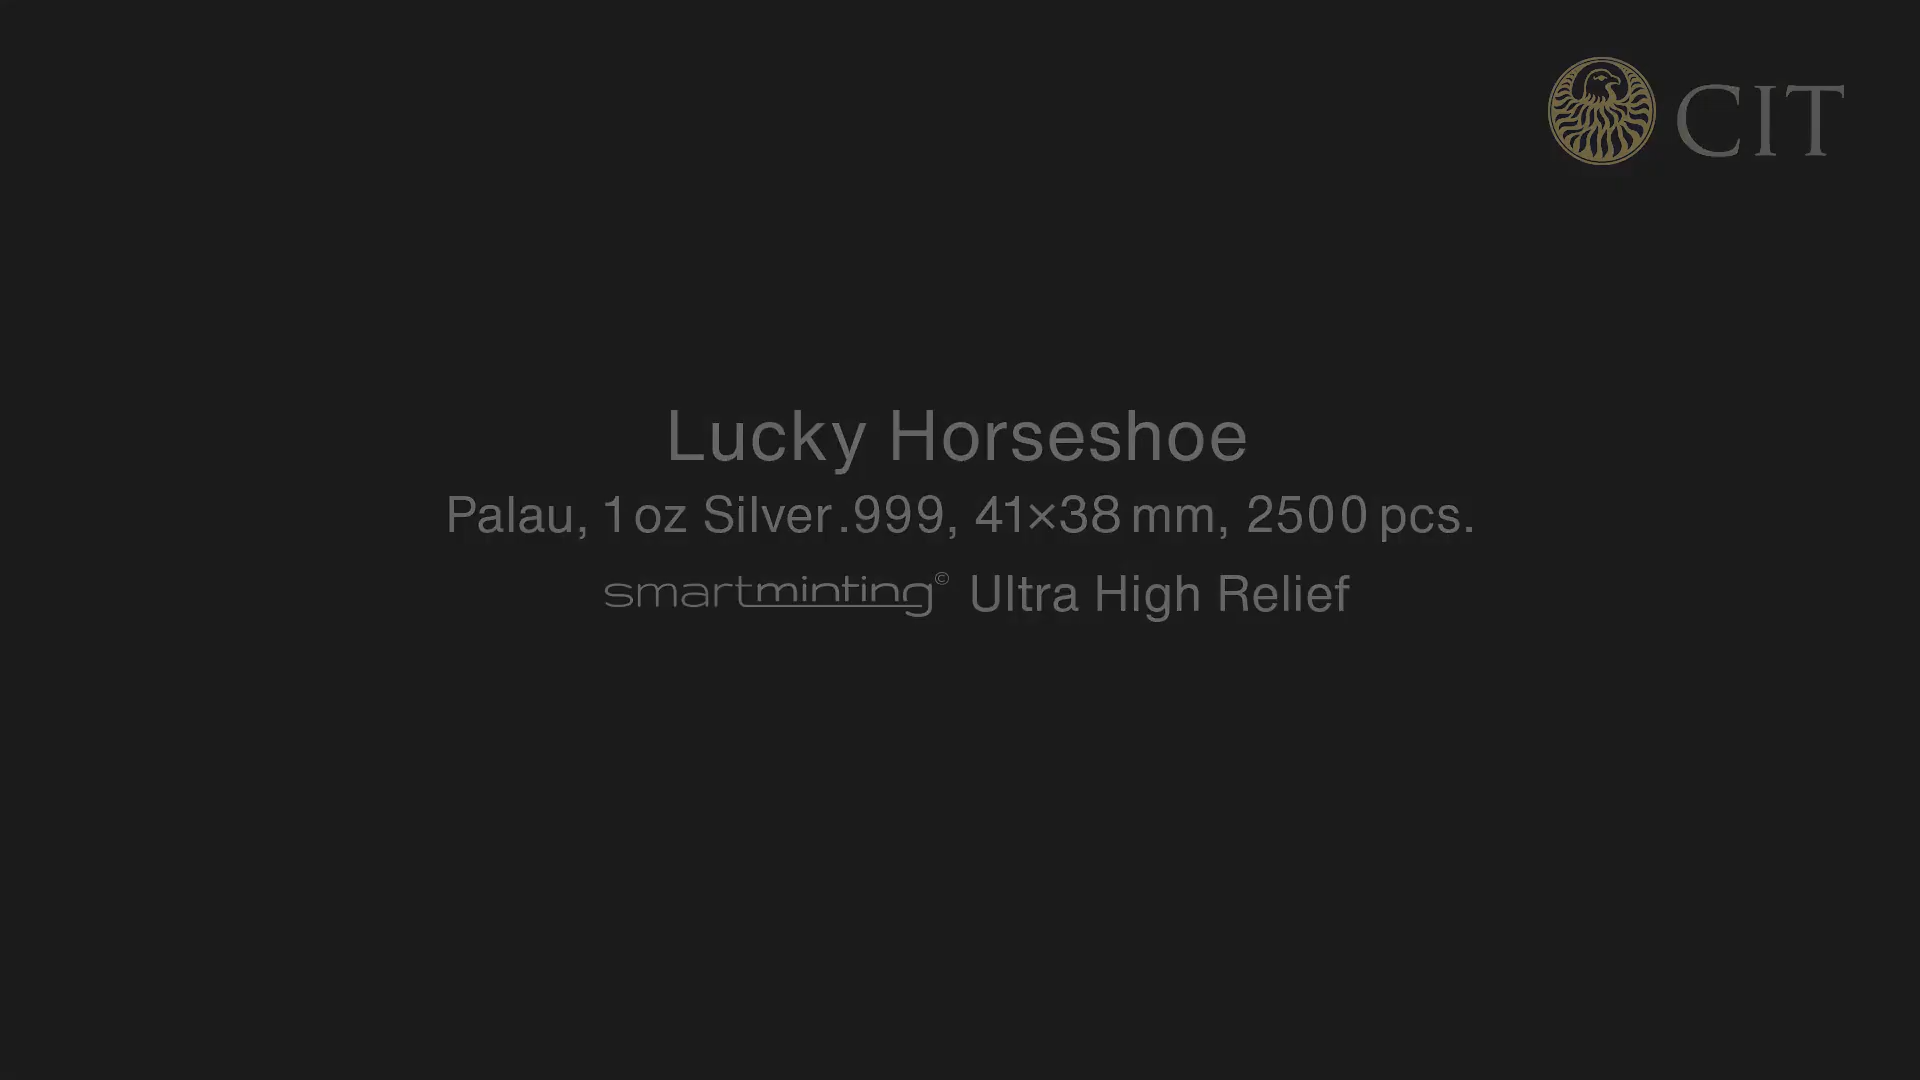 CIT
Lucky Horseshoe
Palau, 1 oz Silver .999, 41×38 mm, 2500 pcs.
smartminting© Ultra High Relief